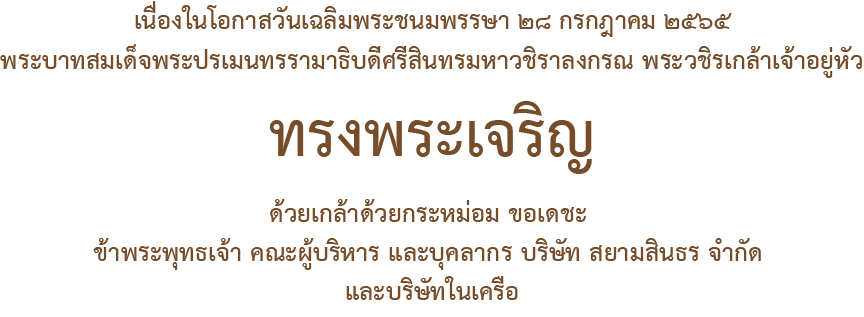 เนื่องในโอกาสวันเฉลิมพระชนมพรรษา ๒๘ กรกฎาคม ๒๕๖๕
พระบาทสมเด็จพระปรเมนทรรามาธิบดีศรีสินทรมหาวชิราลงกรณ พระวชิรเกล้าเจ้าอยู่หัว
ทรงพระเจริญ
ด้วยเกล้าด้วยกระหม่อม ขอเดชะ
ข้าพระพุทธเจ้า คณะผู้บริหาร และบุคลากร บริษัท สยามสินธร จำกัด
และบริษัทในเครือ